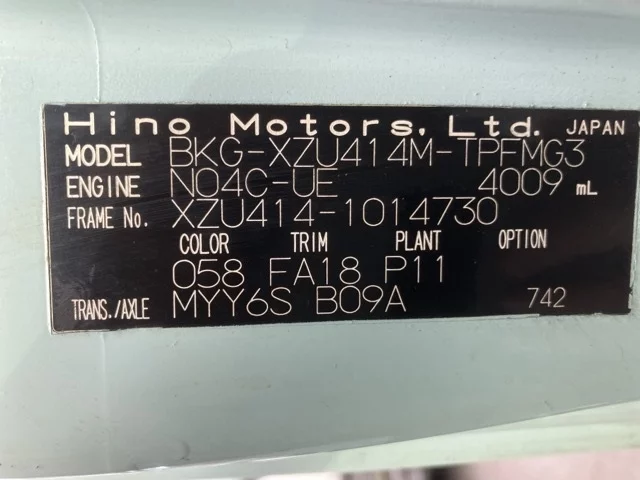 Hino Motors, Ltd. JAPAN
MODEL BKG-XZU414M-TPFMG3
ENGINE N04C-UE 4009 mL
FRAME No. XZU414-1014730
COLOR TRIM PLANT OPTION
058 FA18 P11
TRANS./AXLE MYY6S B09A 742